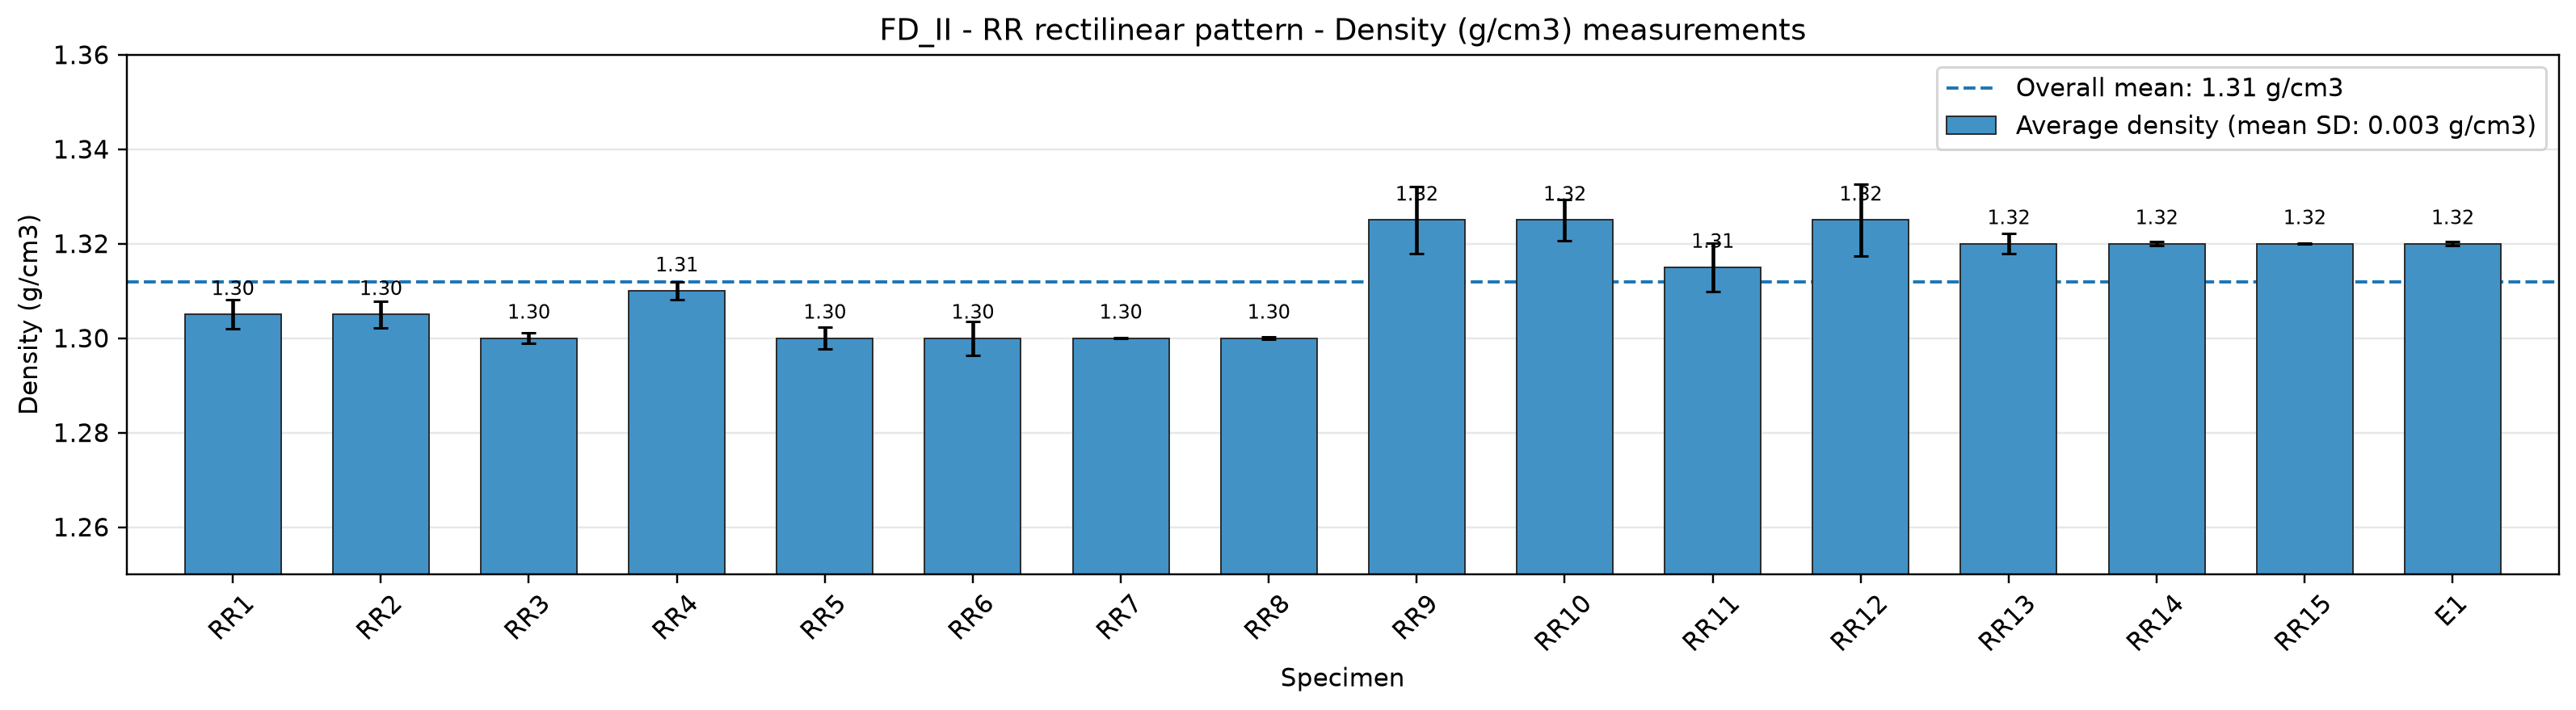 FD_II - RR rectilinear pattern - Density (g/cm3) measurements
Overall mean: 1.31 g/cm3
Average density (mean SD: 0.003 g/cm3)
Density (g/cm3)
1.36
1.34
1.32
1.30
1.28
1.26
1.30
1.30
1.30
1.31
1.30
1.30
1.30
1.30
1.32
1.32
1.31
1.32
1.32
1.32
1.32
1.32
RR1
RR2
RR3
RR4
RR5
RR6
RR7
RR8
RR9
RR10
RR11
RR12
RR13
RR14
RR15
E1
Specimen